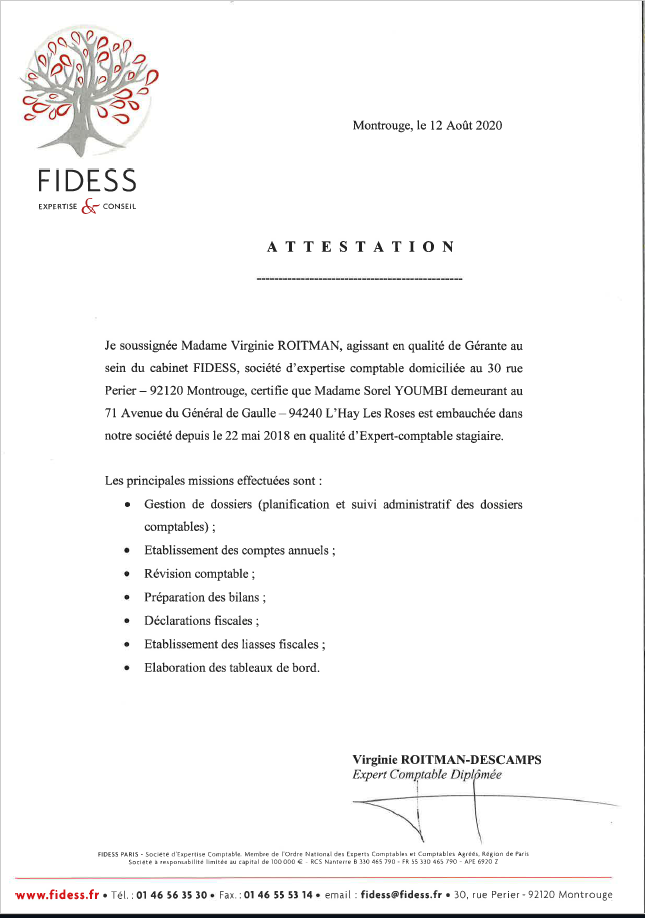 Montrouge, le 12 Août 2020
FIDESS
EXPERTISE & CONSEIL
A T T E S T A T I O N
------------------------------------------------
Je soussignée Madame Virginie ROITMAN, agissant en qualité de Gérante au
sein du cabinet FIDESS, société d'expertise comptable domiciliée au 30 rue
Perier – 92120 Montrouge, certifie que Madame Sorel YOUMBI demeurant au
71 Avenue du Général de Gaulle – 94240 L'Hay Les Roses est embauchée dans
notre société depuis le 22 mai 2018 en qualité d'Expert-comptable stagiaire.
Les principales missions effectuées sont :
• Gestion de dossiers (planification et suivi administratif des dossiers
comptables) ;
• Etablissement des comptes annuels ;
• Révision comptable ;
• Préparation des bilans ;
• Déclarations fiscales ;
• Etablissement des liasses fiscales ;
• Elaboration des tableaux de bord.
Virginie ROITMAN-DESCAMPS
Expert Comptable Diplômée
FIDESS PARIS - Société d'Expertise Comptable. Membre de l'Ordre National des Experts Comptables et Comptables Agréés, Région de Paris
Société à responsabilité limitée au capital de 100 000 € - RCS Nanterre B 330 465 790 - FR 55 330 465 790 - APE 6920 Z
www.fidess.fr • Tél. : 01 46 56 35 30 • Fax. : 01 46 55 53 14 • email : fidess@fidess.fr • 30, rue Perier - 92120 Montrouge